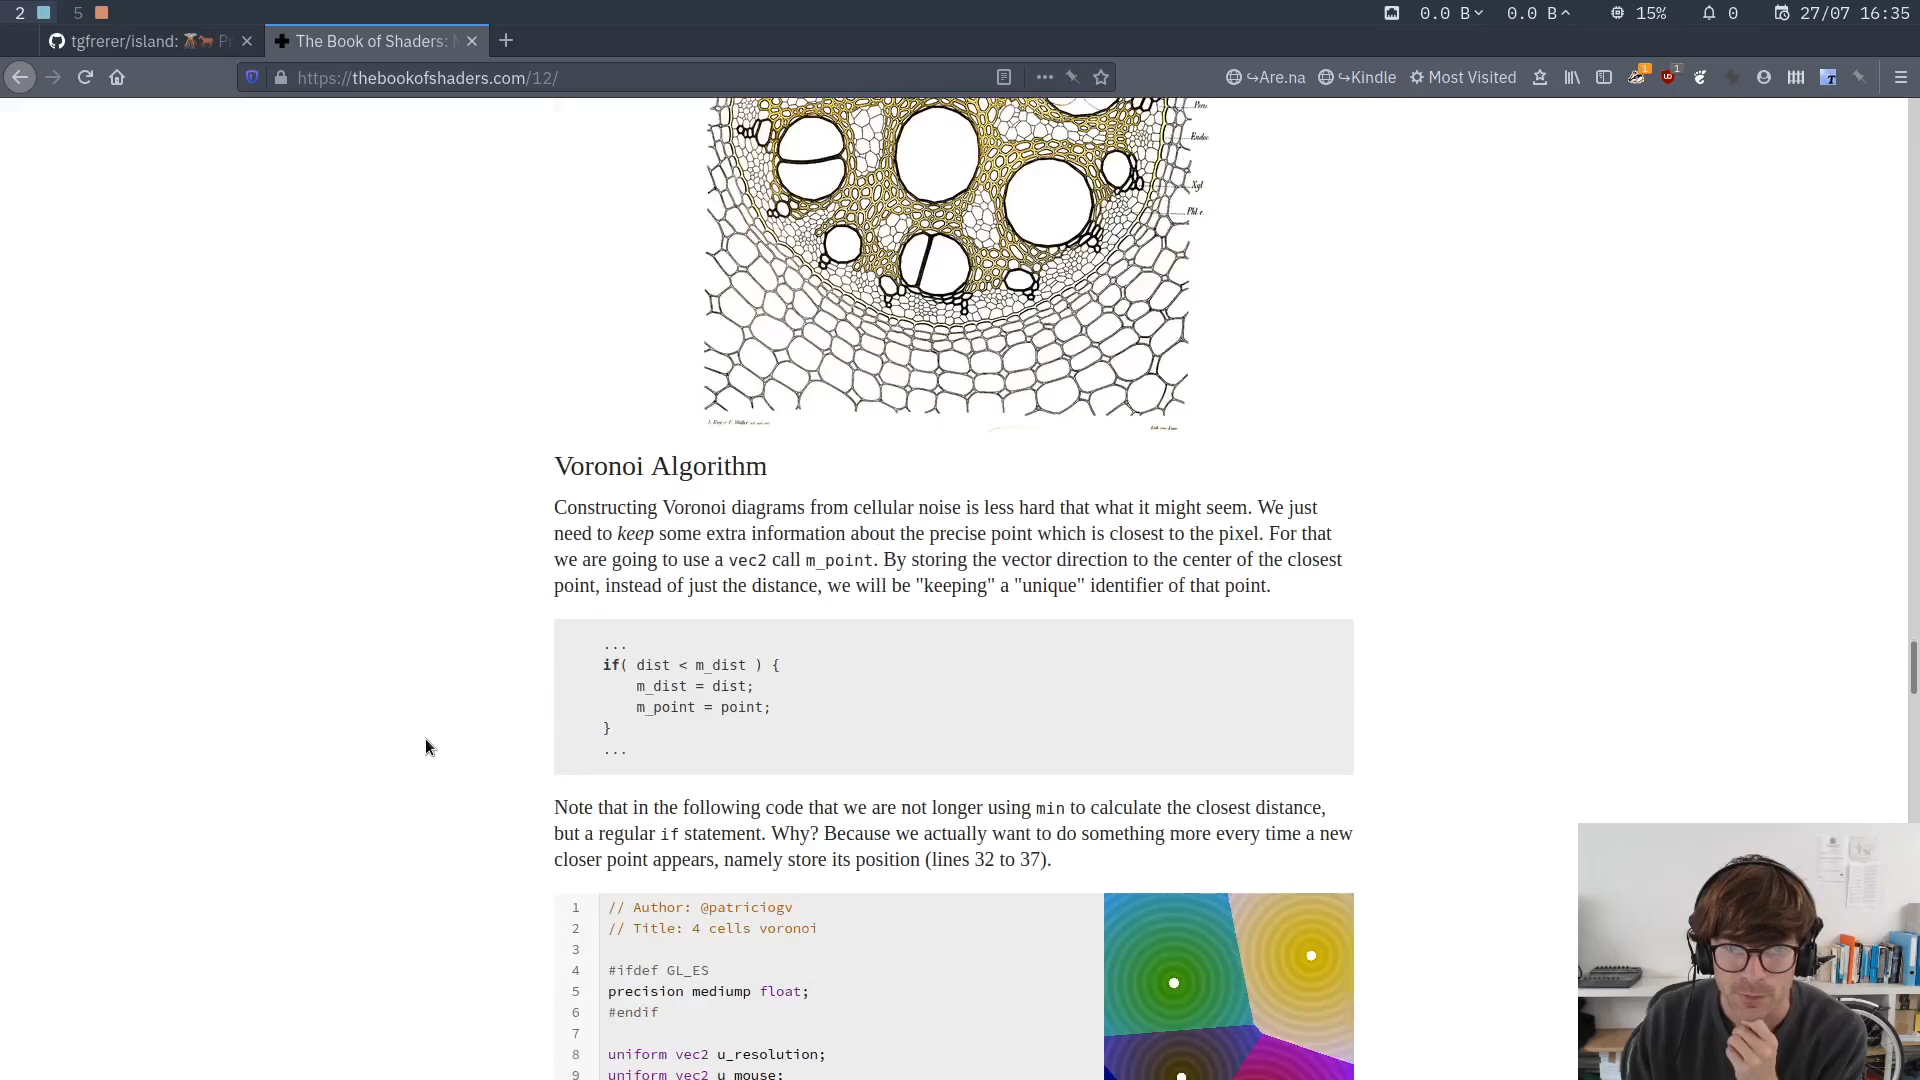 2 5 0.0 B 0.0 B 15% 0 27/07 16:35
tgfrerer/island: Pr The Book of Shaders: N
https://thebookofshaders.com/12/ Are.na Kindle Most Visited
Xyl
Voronoi Algorithm
Constructing Voronoi diagrams from cellular noise is less hard that what it might seem. We just
need to keep some extra information about the precise point which is closest to the pixel. For that
we are going to use a vec2 call m_point. By storing the vector direction to the center of the closest
point, instead of just the distance, we will be "keeping" a "unique" identifier of that point.
...
if( dist < m_dist ) {
m_dist = dist;
m_point = point;
}
...
Note that in the following code that we are not longer using min to calculate the closest distance,
but a regular if statement. Why? Because we actually want to do something more every time a new
closer point appears, namely store its position (lines 32 to 37).
1 // Author: @patriciogv
2 // Title: 4 cells voronoi
3
4 #ifdef GL_ES
5 precision mediump float;
6 #endif
7
8 uniform vec2 u_resolution;
9 uniform vec2 u_mouse;